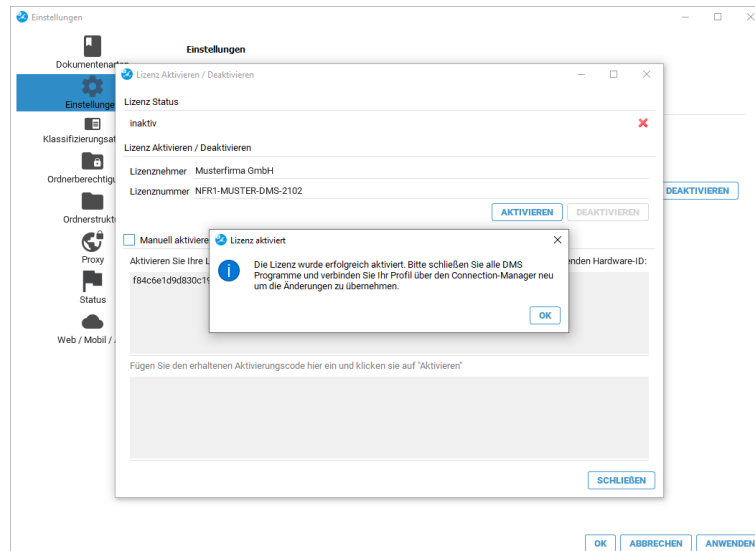 Einstellungen
Einstellungen
Lizenz Aktivieren / Deaktivieren
Lizenz Status
inaktiv
Lizenz Aktivieren / Deaktivieren
Lizenznehmer Musterfirma GmbH
Lizenznummer NFR1-MUSTER-DMS-2102
AKTIVIEREN DEAKTIVIEREN
DEAKTIVIEREN
Manuell aktiviere
Lizenz aktiviert
Die Lizenz wurde erfolgreich aktiviert. Bitte schließen Sie alle DMS
Programme und verbinden Sie Ihr Profil über den Connection-Manager neu
um die Änderungen zu übernehmen.
OK
Aktivieren Sie Ihre L
enden Hardware-ID:
f84c6e1d9d830c19
Fügen Sie den erhaltenen Aktivierungscode hier ein und klicken sie auf "Aktivieren"
SCHLIEßEN
Dokumentenarten
Einstellunge
Klassifizierungsat
Ordnerberechtigu
Ordnerstrukt
Proxy
Status
Web / Mobil /
OK ABBRECHEN ANWENDEN